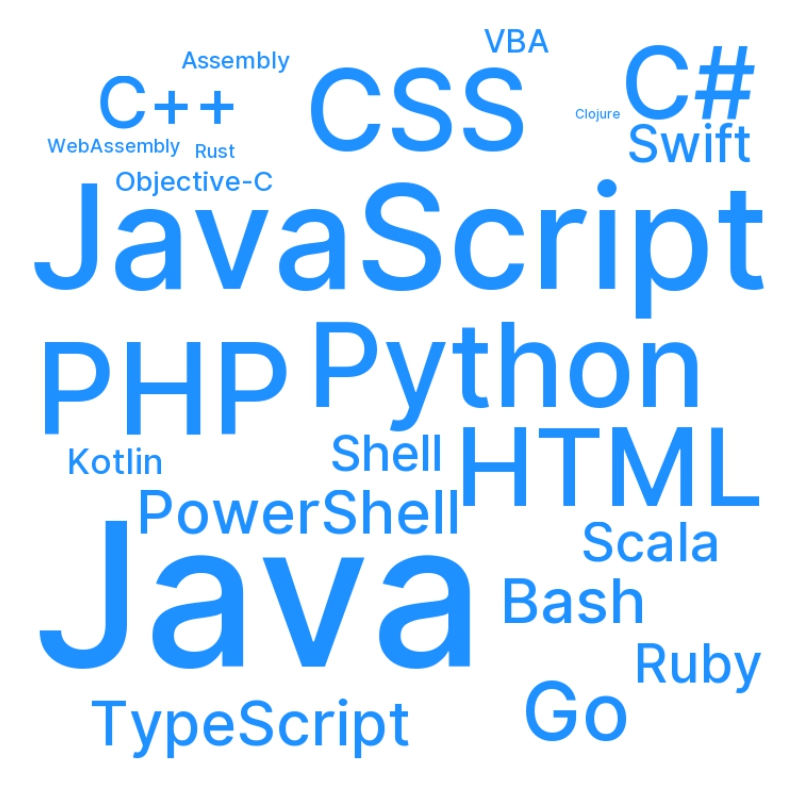 VBA
Assembly
C++
CSS
C#
Clojure
WebAssembly
Rust
Swift
Objective-C
JavaScript
PHP
Python
Kotlin
Shell
HTML
PowerShell
Scala
Java
Bash
Ruby
TypeScript
Go